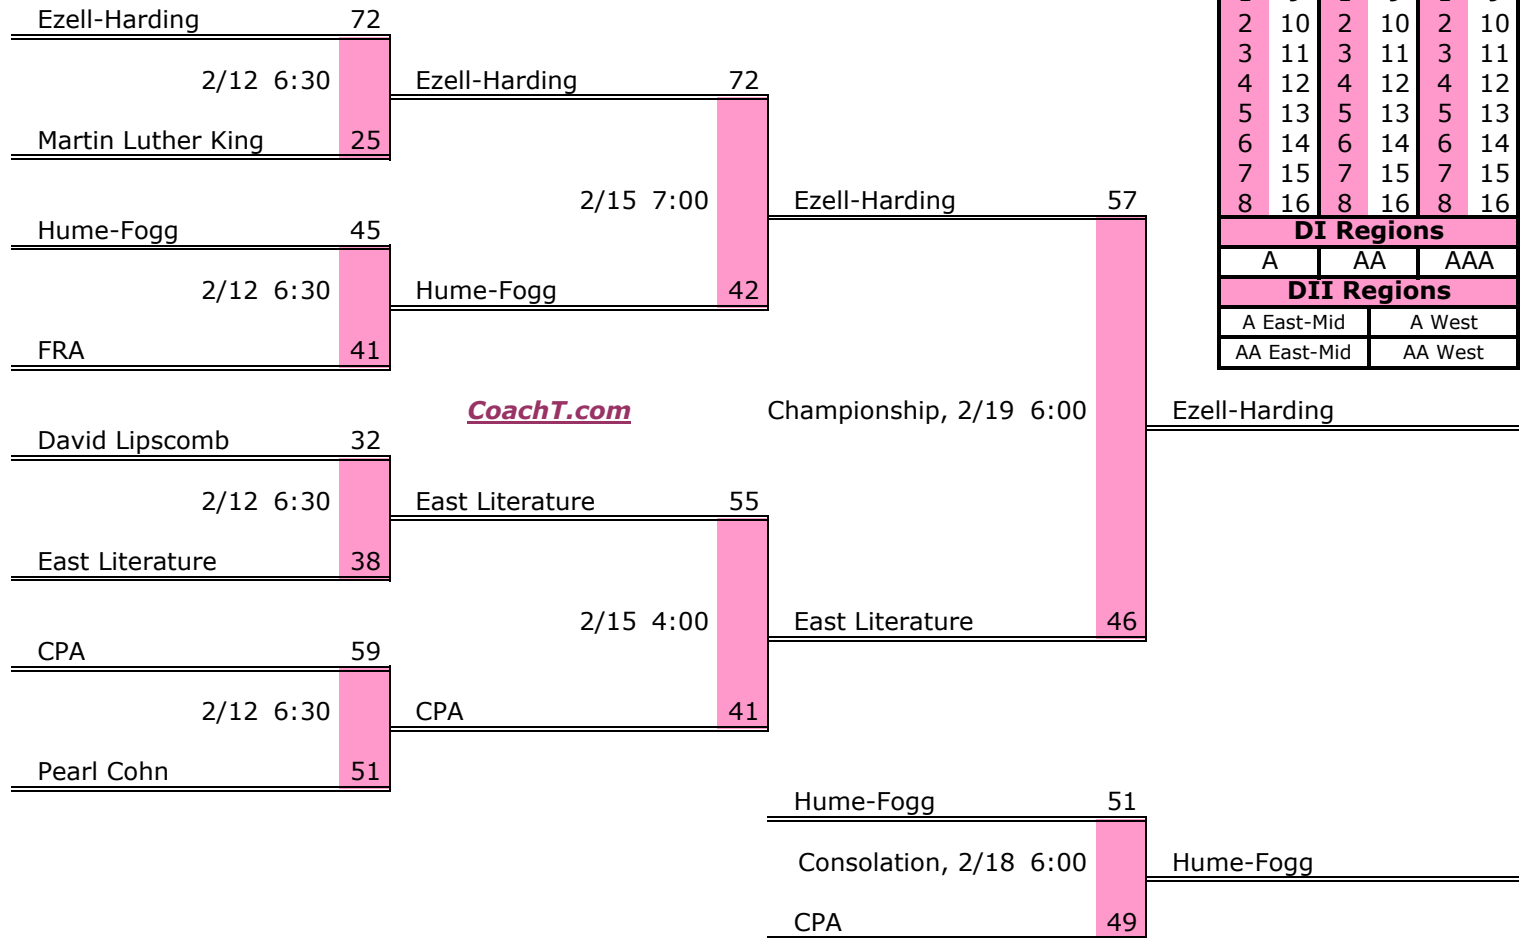 1 9 1 9 1 9
Ezell-Harding 72
2 10 2 10 2 10
3 11 3 11 3 11
2/12 6:30 Ezell-Harding 72
4 12 4 12 4 12
5 13 5 13 5 13
Martin Luther King 25
6 14 6 14 6 14
7 15 7 15 7 15
2/15 7:00 Ezell-Harding 57
8 16 8 16 8 16
Hume-Fogg 45
DI Regions
A AA AAA
2/12 6:30 Hume-Fogg 42
DII Regions
A East-Mid A West
FRA 41
AA East-Mid AA West
CoachT.com Championship, 2/19 6:00 Ezell-Harding
David Lipscomb 32
2/12 6:30 East Literature 55
East Literature 38
2/15 4:00 East Literature 46
CPA 59
2/12 6:30 CPA 41
Pearl Cohn 51
Hume-Fogg 51
Consolation, 2/18 6:00 Hume-Fogg
CPA 49